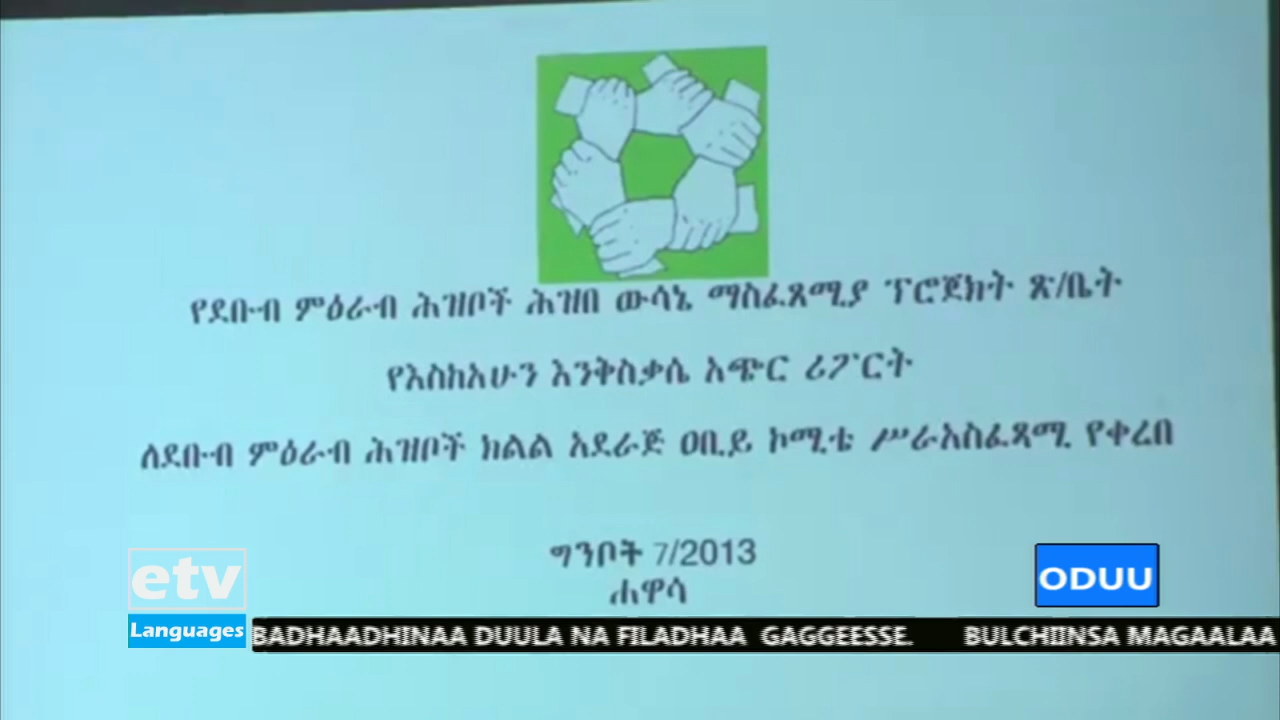 የደቡብ ምዕራብ ሕዝቦች ሕዝበ ውሳኔ ማስፈጸሚያ ፕሮጀክት ጽ/ቤት
የእስከአሁን እንቅስቃሴ አጭር ሪፖርት
ለደቡብ ምዕራብ ሕዝቦች ክልል አደራጅ ዐቢይ ኮሚቴ ሥራአስፈጻሚ የቀረበ
ግንቦት 7/2013
ሐዋሳ
etv
Languages
ODUU
BADHAADHINAA DUULA NA FILADHAA GAGGEESSE. BULCHIINSA MAGAALAA